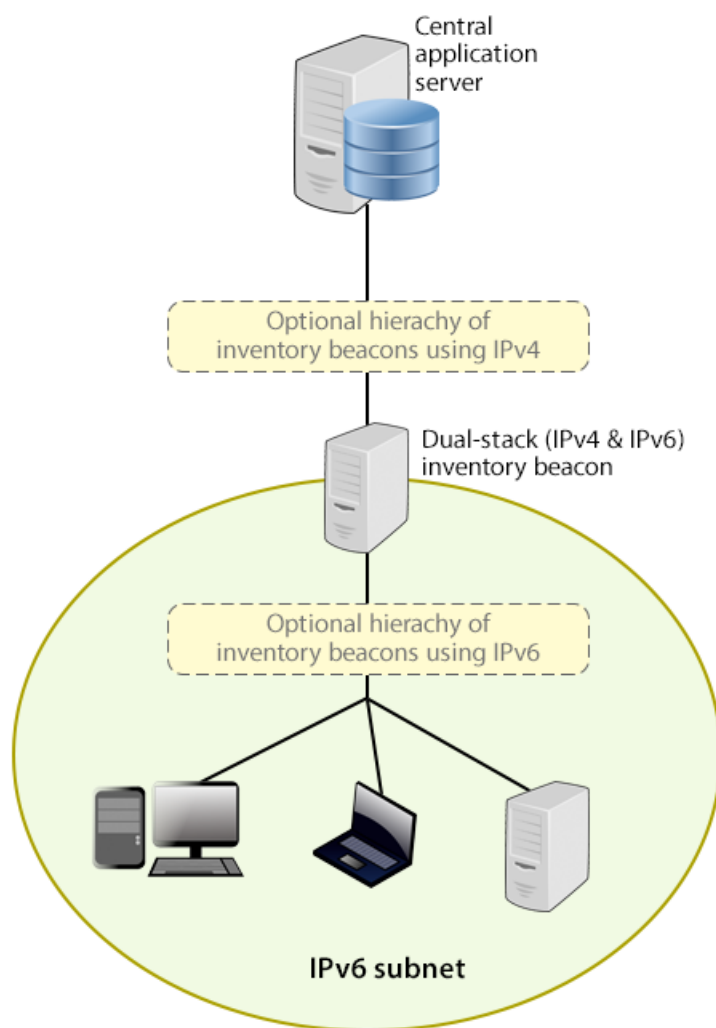 Central
application
server
Optional hierachy of
inventory beacons using IPv4
Dual-stack (IPv4 & IPv6)
inventory beacon
Optional hierachy of
inventory beacons using IPv6
IPv6 subnet